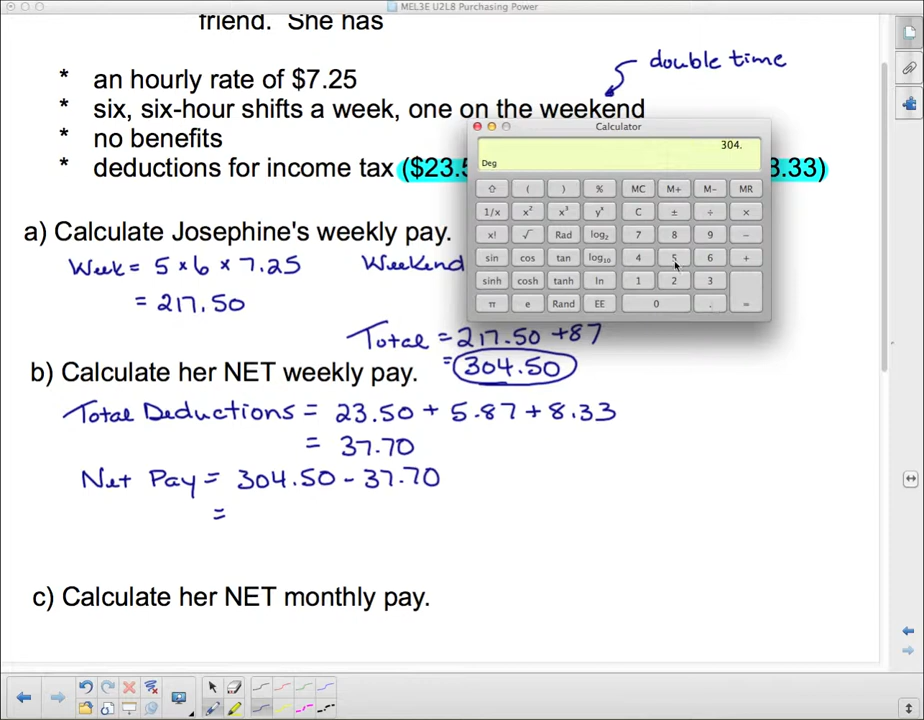 MEL3E U2L8 Purchasing Power
friend. She has
double time
* an hourly rate of $7.25
* six, six-hour shifts a week, one on the weekend
* no benefits
* deductions for income tax ($23.5 8.33)
Calculator
304.
Deg
( ) % MC M+ M− MR
1/x x² x³ yˣ C ± ÷ ×
x! √ Rad log₂ 7 8 9 −
sin cos tan log₁₀ 4 5 6 +
sinh cosh tanh ln 1 2 3
π e Rand EE 0 . =
a) Calculate Josephine's weekly pay.
Week = 5 × 6 × 7.25 Weekend
= 217.50
Total = 217.50 + 87
= 304.50
b) Calculate her NET weekly pay.
Total Deductions = 23.50 + 5.87 + 8.33
= 37.70
Net Pay = 304.50 - 37.70
=
c) Calculate her NET monthly pay.